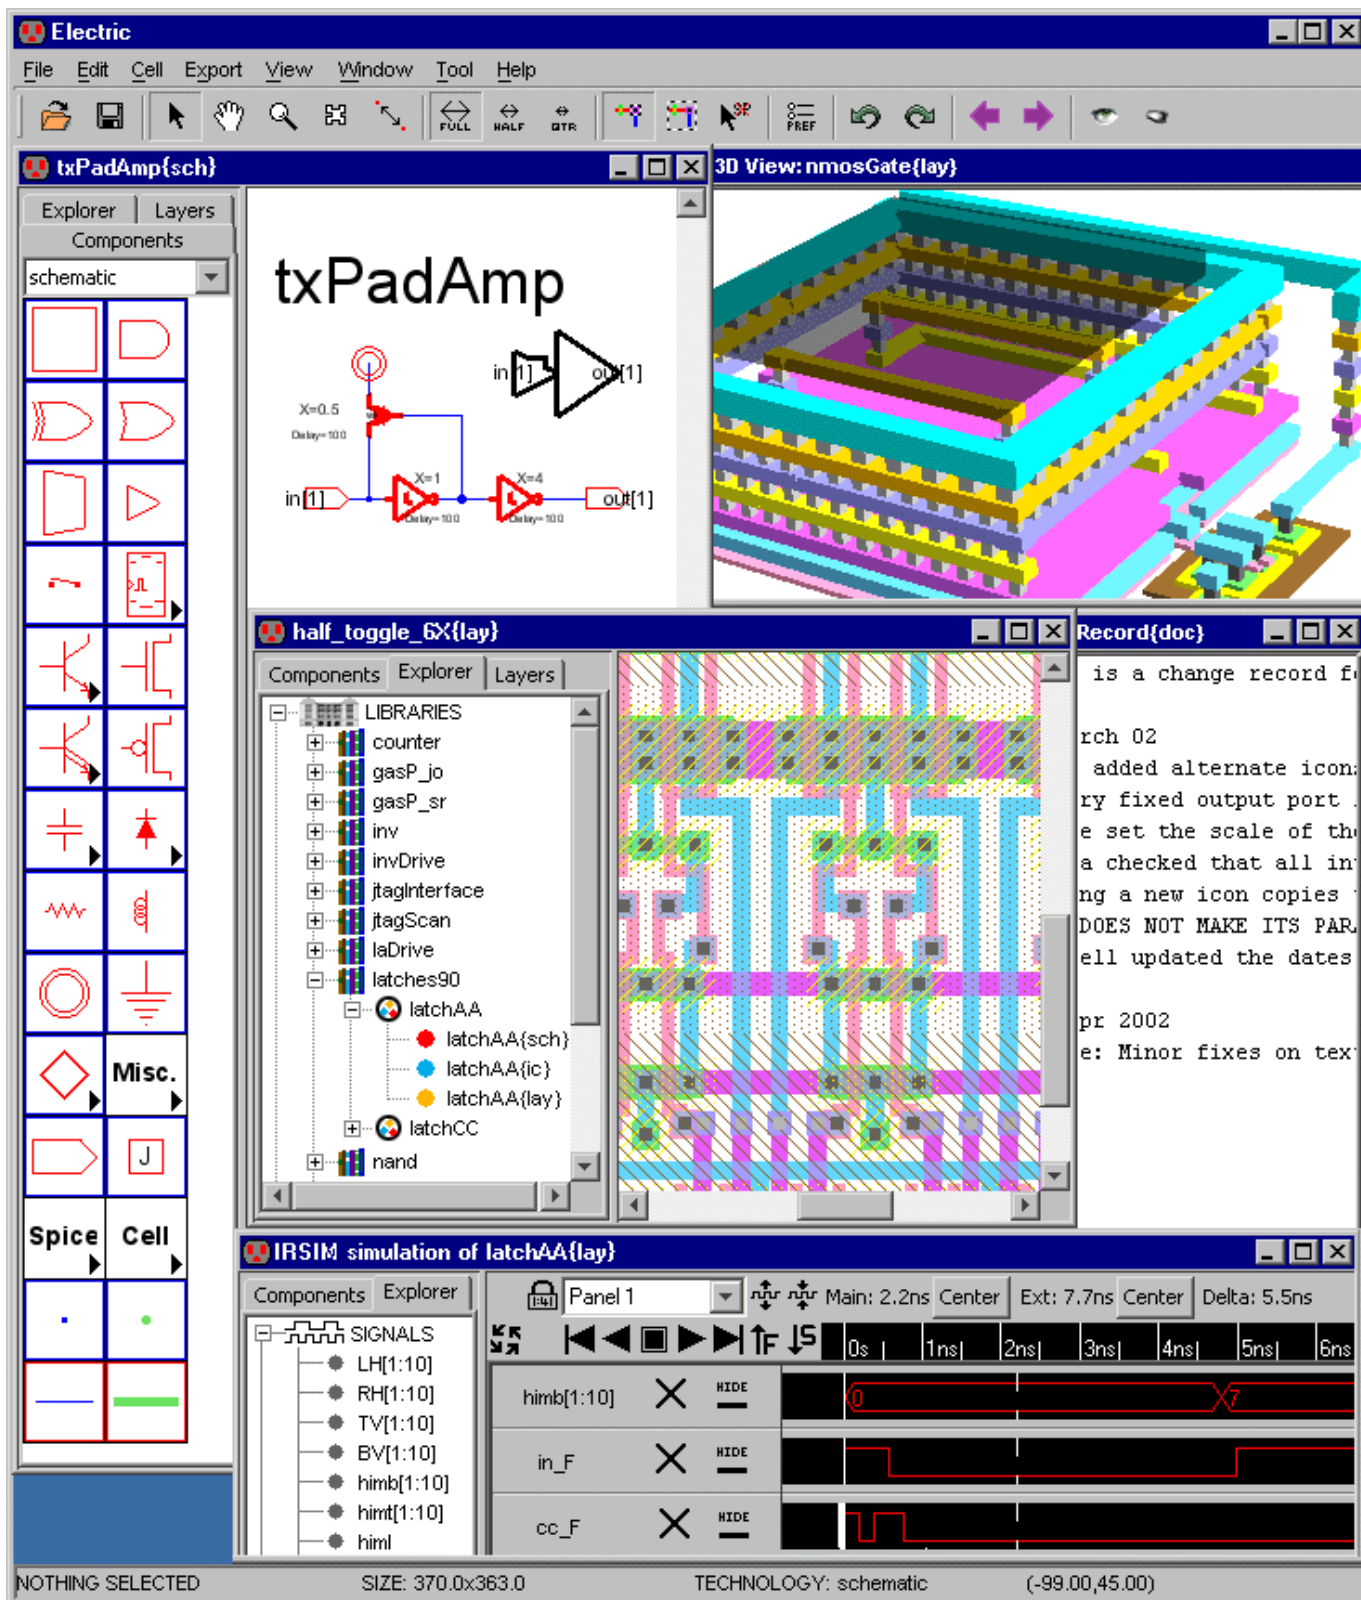 Electric
File Edit Cell Export View Window Tool Help
FULL HALF QTR PREF
txPadAmp{sch}
Explorer Layers
Components
schematic
Misc.
J
Spice Cell
txPadAmp
in[1] out[1]
X=0.5
Delay=100
X=1 X=4
in[1] out[1]
Delay=100 Delay=100
3D View: nmosGate{lay}
half_toggle_6X{lay}
Components Explorer Layers
LIBRARIES
counter
gasP_jo
gasP_sr
inv
invDrive
jtagInterface
jtagScan
laDrive
latches90
latchAA
latchAA{sch}
latchAA{ic}
latchAA{lay}
latchCC
nand
Record{doc}
is a change record f
rch 02
added alternate icon
ry fixed output port
e set the scale of th
a checked that all in
ng a new icon copies
DOES NOT MAKE ITS PAR
ell updated the dates
pr 2002
e: Minor fixes on tex
IRSIM simulation of latchAA{lay}
Components Explorer
SIGNALS
LH[1:10]
RH[1:10]
TV[1:10]
BV[1:10]
himb[1:10]
himt[1:10]
himl
Panel 1 Main: 2.2ns Center Ext: 7.7ns Center Delta: 5.5ns
F S 0s 1ns 2ns 3ns 4ns 5ns 6ns
himb[1:10] HIDE 0 7
in_F HIDE
cc_F HIDE
NOTHING SELECTED SIZE: 370.0x363.0 TECHNOLOGY: schematic (-99.00,45.00)